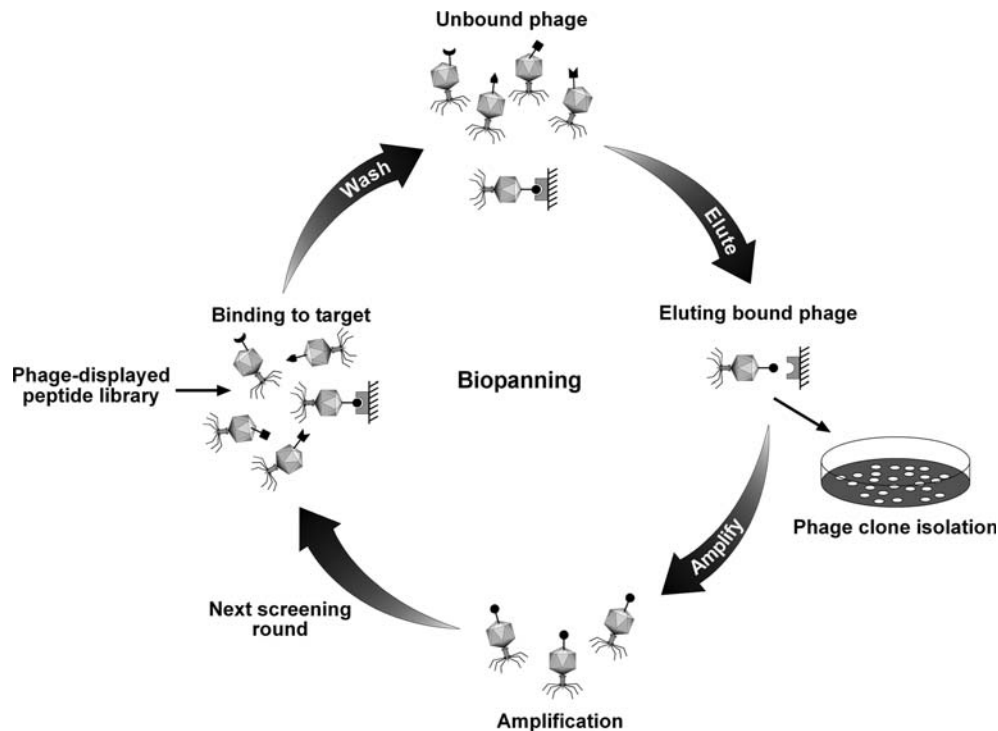 Unbound phage
Wash
Elute
Binding to target
Eluting bound phage
Phage-displayed
peptide library
Biopanning
Phage clone isolation
Amplify
Next screening
round
Amplification